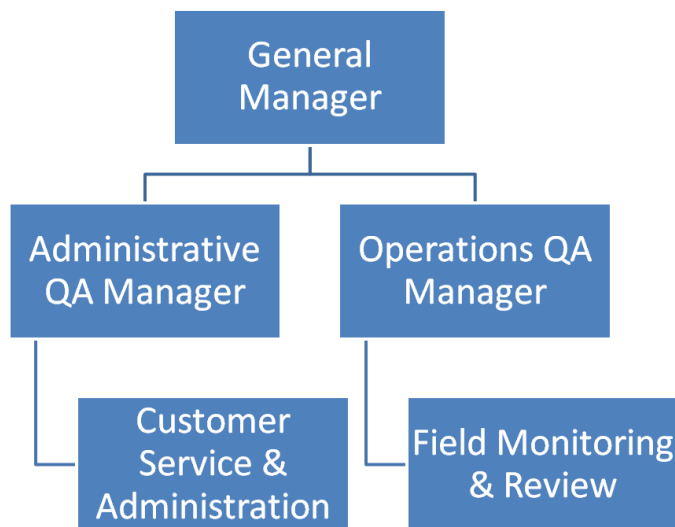 General
Manager
Administrative
QA Manager
Operations QA
Manager
Customer
Service &
Administration
Field Monitoring
& Review